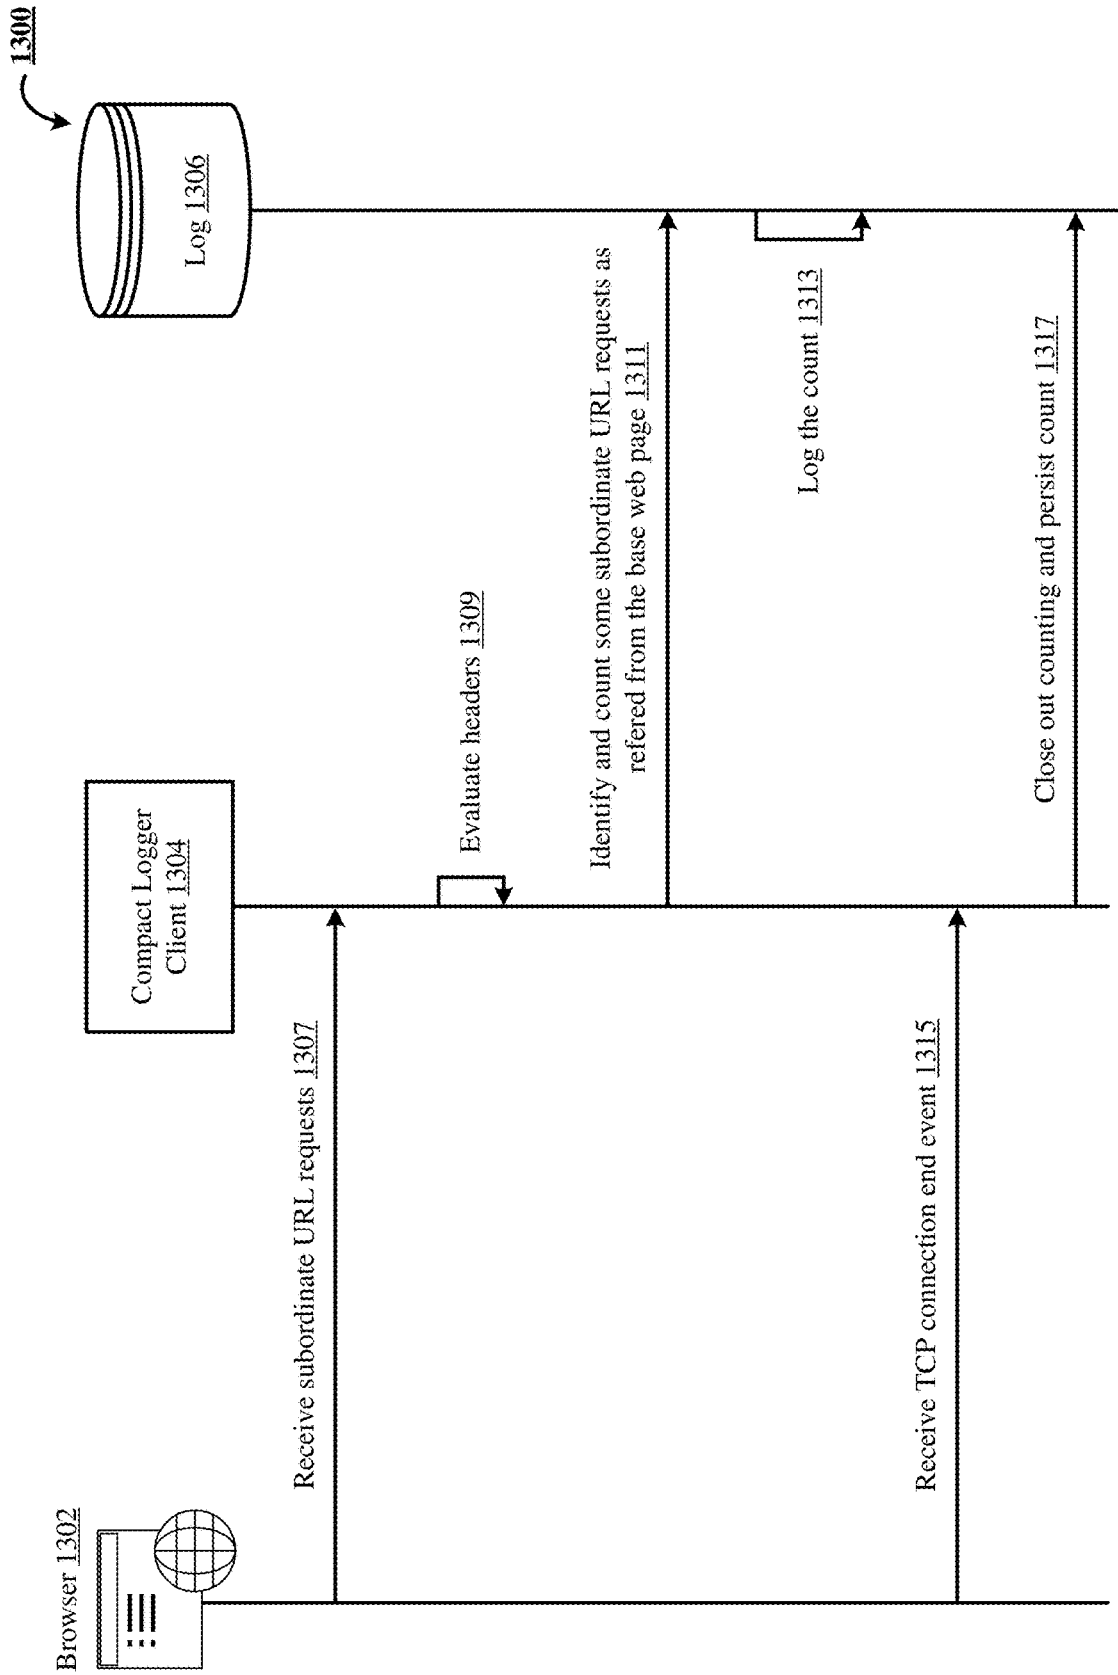 1300
Browser 1302
Compact Logger
Client 1304
Log 1306
Receive subordinate URL requests 1307
Evaluate headers 1309
Identify and count some subordinate URL requests as
refered from the base web page 1311
Log the count 1313
Receive TCP connection end event 1315
Close out counting and persist count 1317